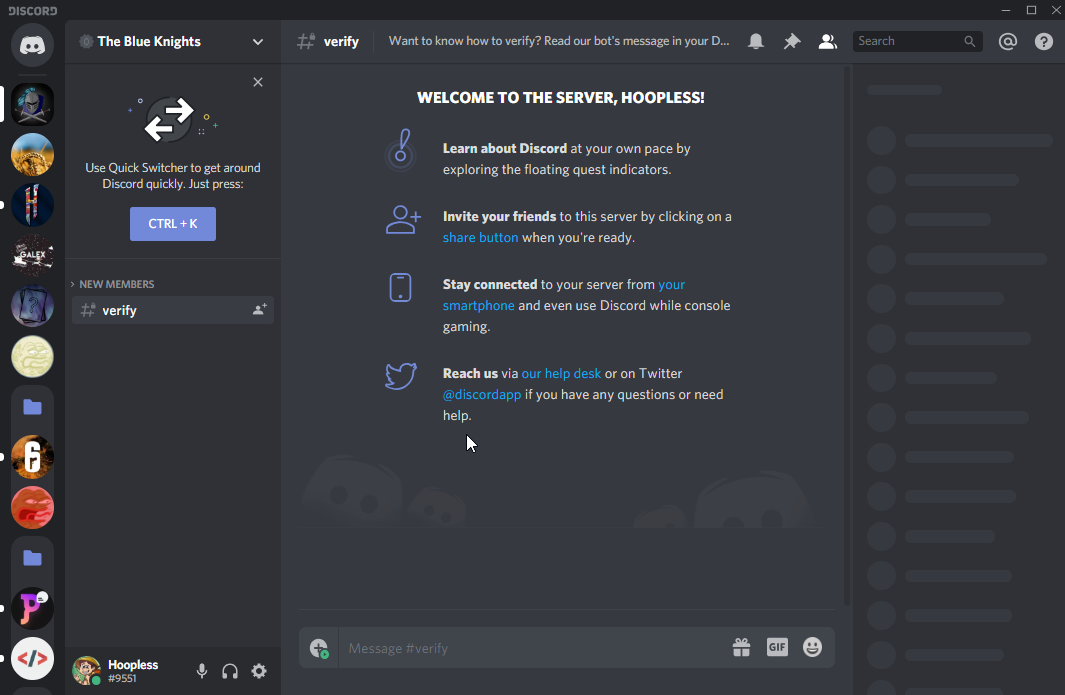 DISCORD
The Blue Knights
verify
Want to know how to verify? Read our bot's message in your D...
Search
Use Quick Switcher to get around
Discord quickly. Just press:
CTRL + K
NEW MEMBERS
verify
WELCOME TO THE SERVER, HOOPLESS!
Learn about Discord at your own pace by
exploring the floating quest indicators.
Invite your friends to this server by clicking on a
share button when you're ready.
Stay connected to your server from your
smartphone and even use Discord while console
gaming.
Reach us via our help desk or on Twitter
@discordapp if you have any questions or need
help.
GALEX
Message #verify
GIF
Hoopless
#9551